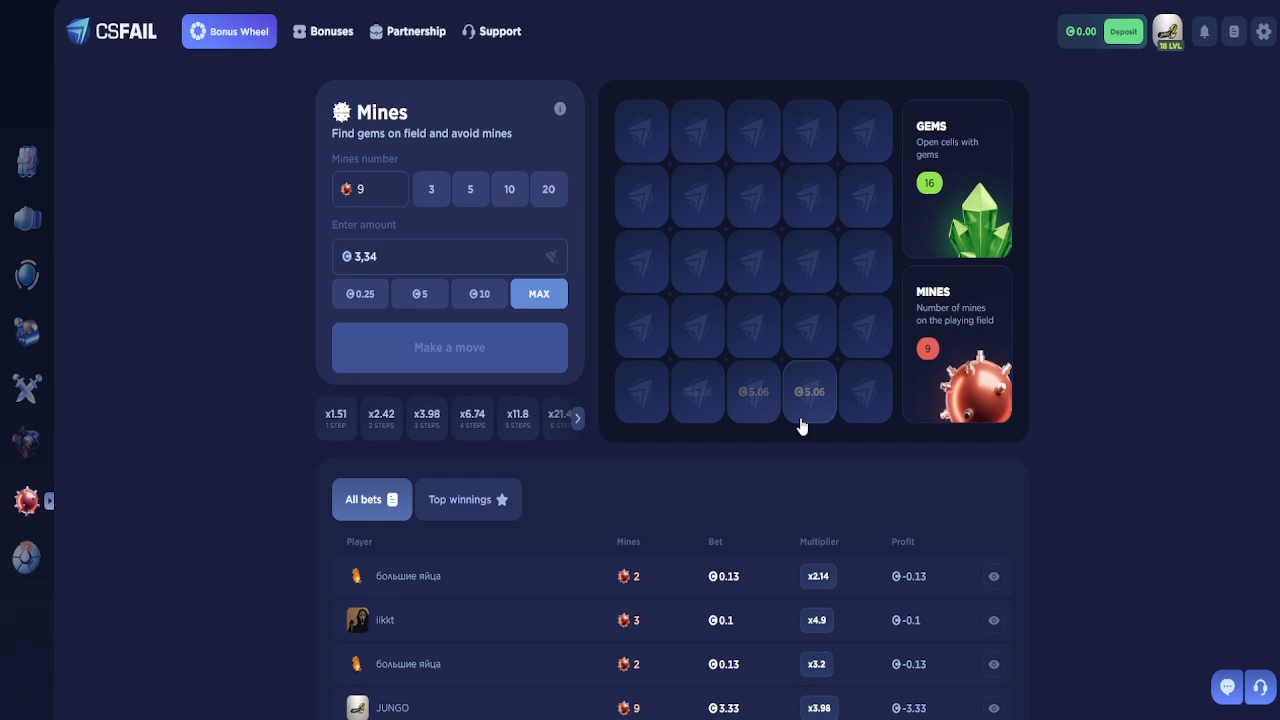 CSFAIL
Bonus Wheel
Bonuses
Partnership
Support
0.00
Deposit
18 LVL
Mines
Find gems on field and avoid mines
Mines number
9
3
5
10
20
Enter amount
3,34
0.25
5
10
MAX
Make a move
x1.51
1 STEP
x2.42
2 STEPS
x3.98
3 STEPS
x6.74
4 STEPS
x11.8
5 STEPS
x21.4
5.06
5.06
GEMS
Open cells with
gems
16
MINES
Number of mines
on the playing field
9
All bets
Top winnings
Player Mines Bet Multiplier Profit
большие яйца 2 0.13 x2.14 -0.13
iikkt 3 0.1 x4.9 -0.1
большие яйца 2 0.13 x3.2 -0.13
JUNGO 9 3.33 x3.98 -3.33